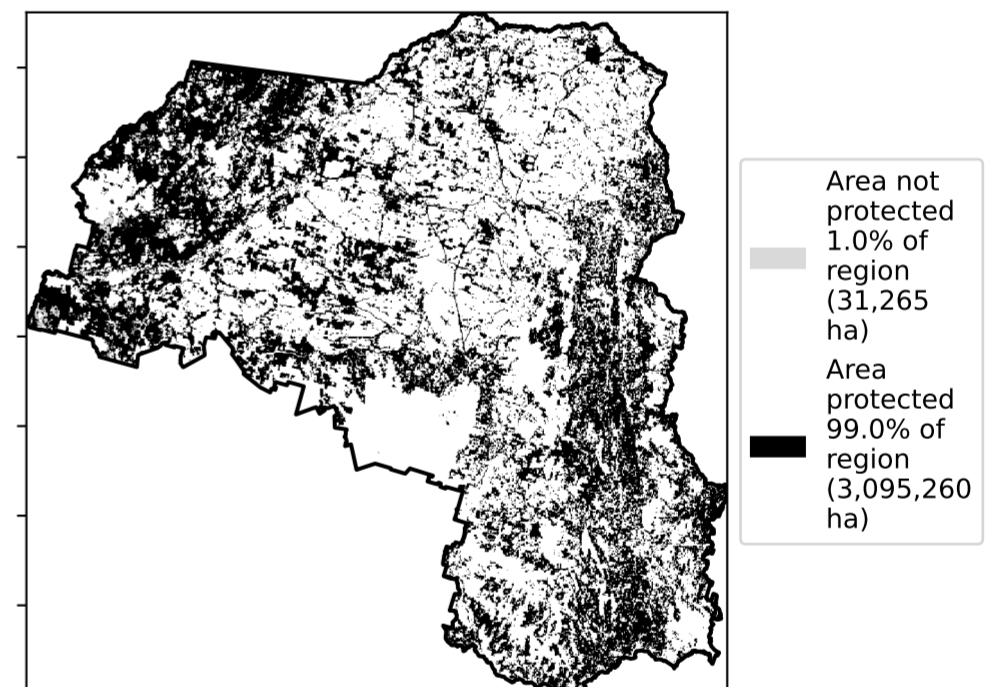 Area not
protected
1.0% of
region
(31,265
ha)
Area
protected
99.0% of
region
(3,095,260
ha)